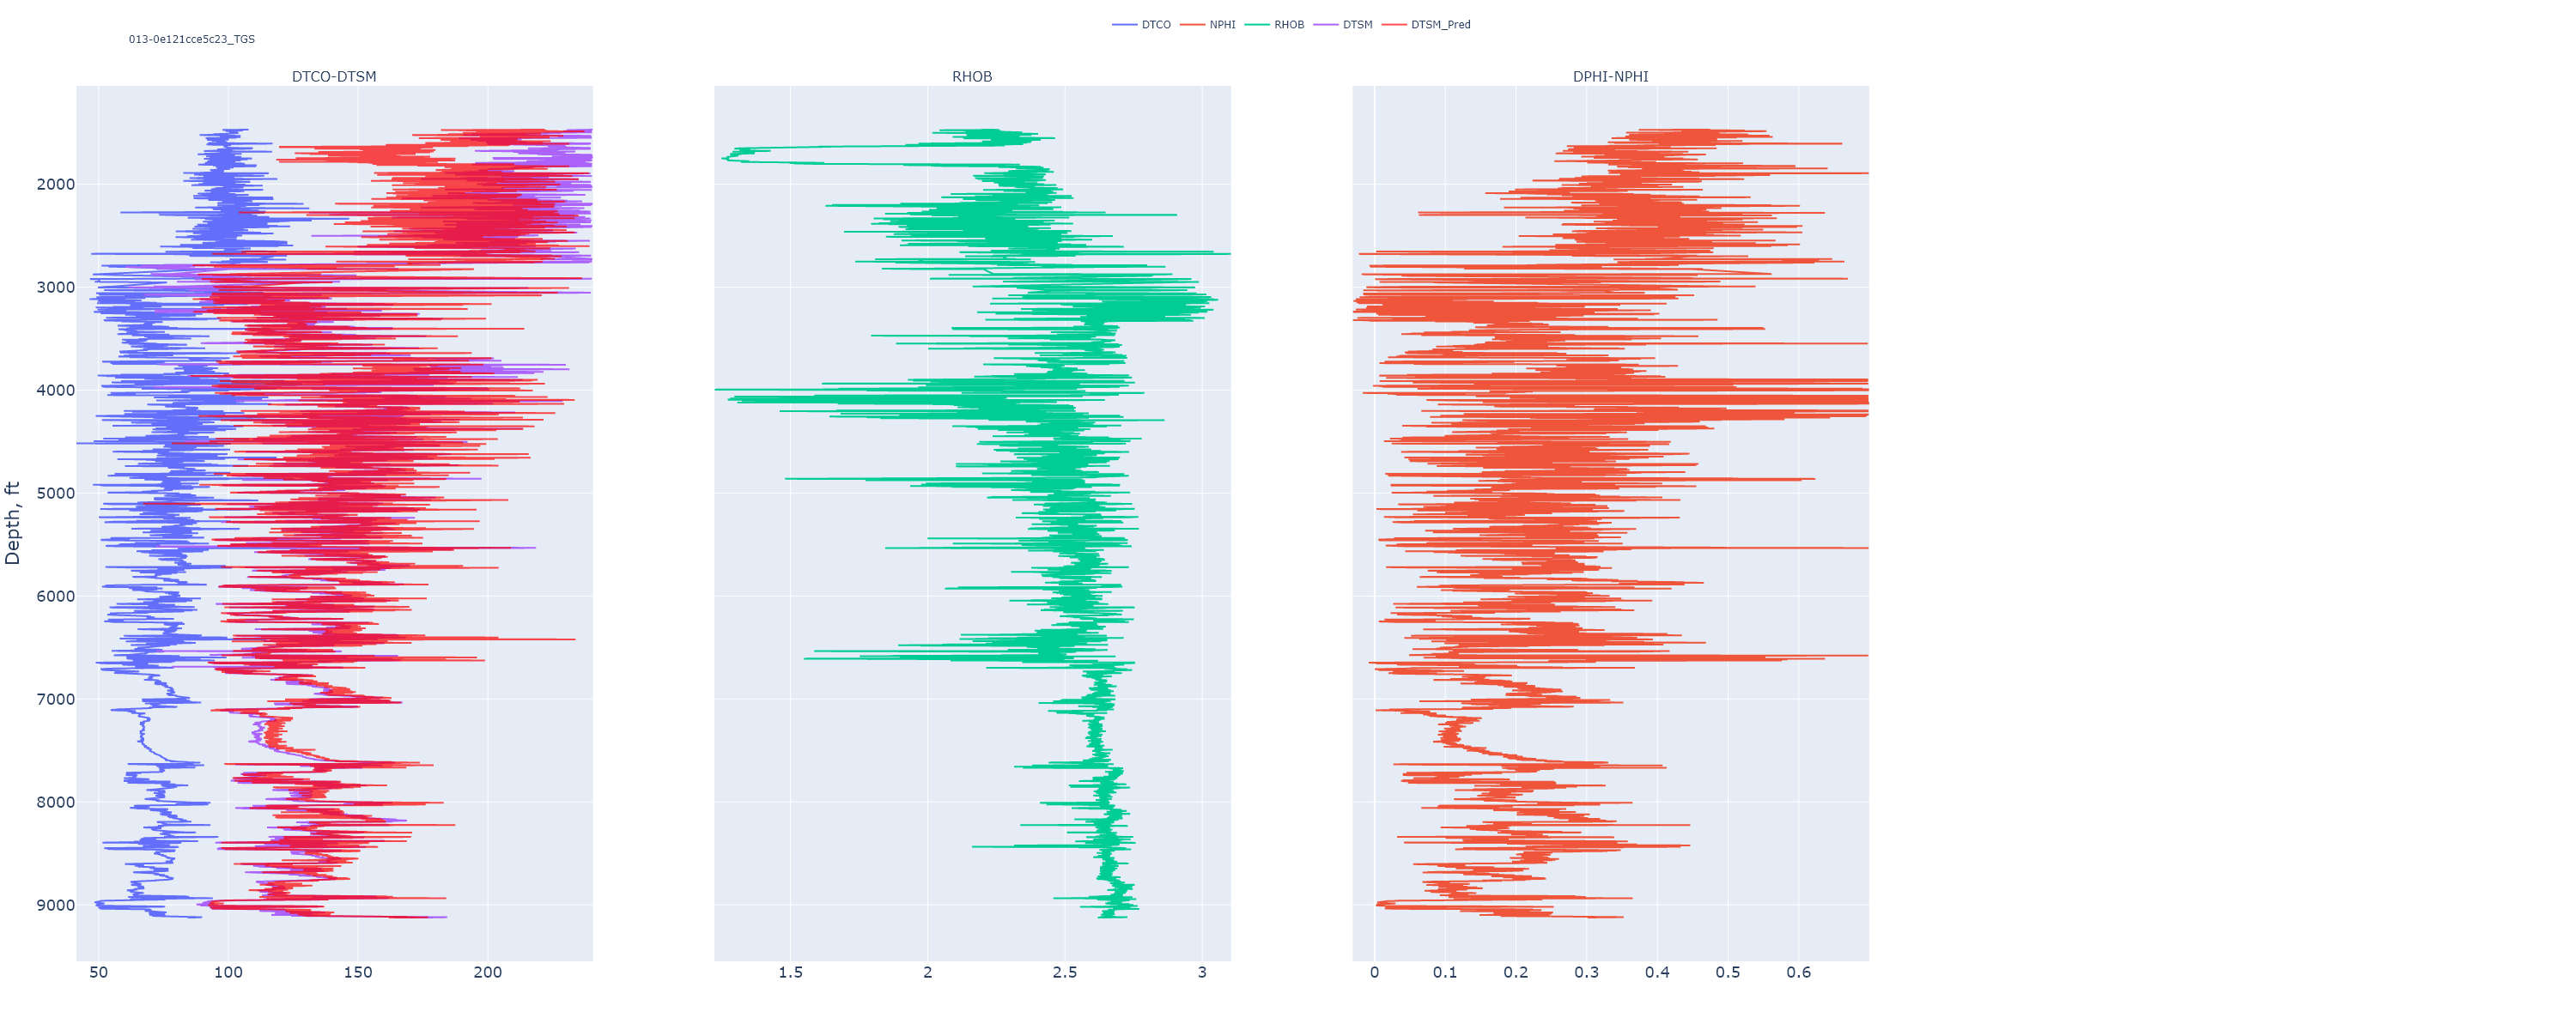 DTCO NPHI RHOB DTSM DTSM_Pred
013-0e121cce5c23_TGS
DTCO-DTSM RHOB DPHI-NPHI
2000
3000
4000
5000
6000
7000
8000
9000
Depth, ft
50 100 150 200 1.5 2 2.5 3 0 0.1 0.2 0.3 0.4 0.5 0.6